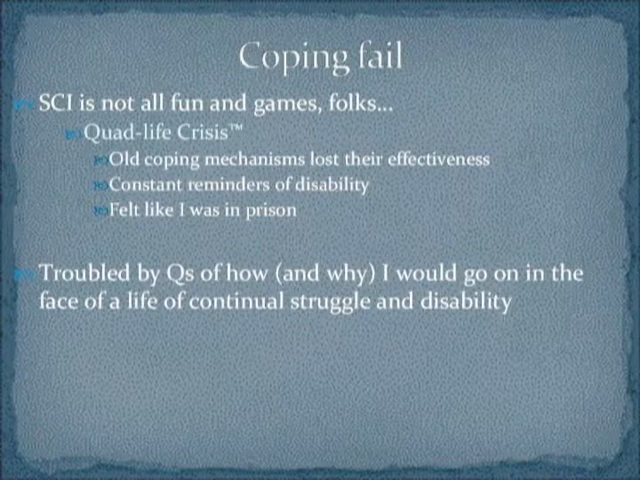 Coping fail
SCI is not all fun and games, folks...
Quad-life Crisis™
Old coping mechanisms lost their effectiveness
Constant reminders of disability
Felt like I was in prison
Troubled by Qs of how (and why) I would go on in the
face of a life of continual struggle and disability